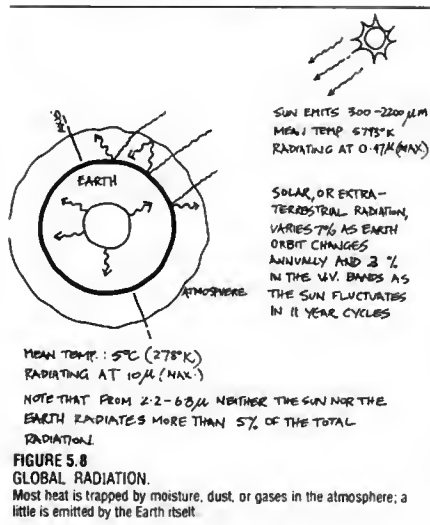 SUN EMITS 300-2200 µm
MEAN TEMP 5793°K
RADIATING AT 0.47µ (MAX.)
EARTH
SOLAR, OR EXTRA-
TERRESTRIAL RADIATION,
VARIES 7% AS EARTH
ORBIT CHANGES
ANNUALLY AND 3 %
IN THE U.V. BANDS AS
THE SUN FLUCTUATES
IN 11 YEAR CYCLES
ATMOSPHERE
MEAN TEMP.: 5°C (278°K)
RADIATING AT 10µ (MAX.)
NOTE THAT FROM 2.2-6.8µ NEITHER THE SUN NOR THE
EARTH RADIATES MORE THAN 5% OF THE TOTAL
RADIATION.
FIGURE 5.8
GLOBAL RADIATION.
Most heat is trapped by moisture, dust, or gases in the atmosphere; a
little is emitted by the Earth itself